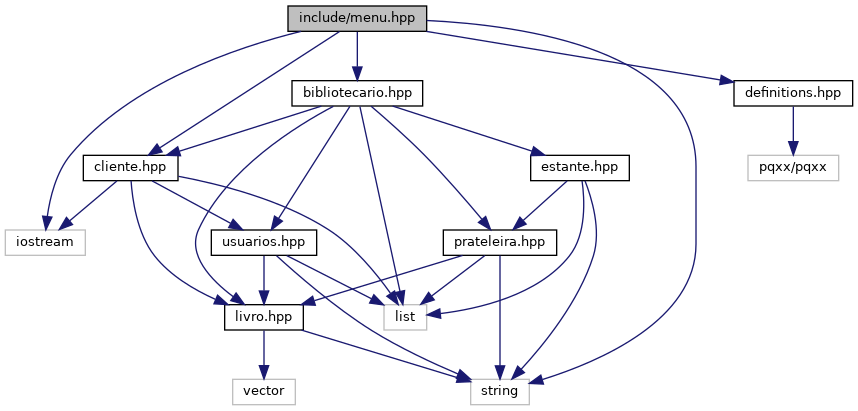 include/menu.hpp
bibliotecario.hpp
definitions.hpp
cliente.hpp
estante.hpp
pqxx/pqxx
iostream
usuarios.hpp
prateleira.hpp
livro.hpp
list
vector
string